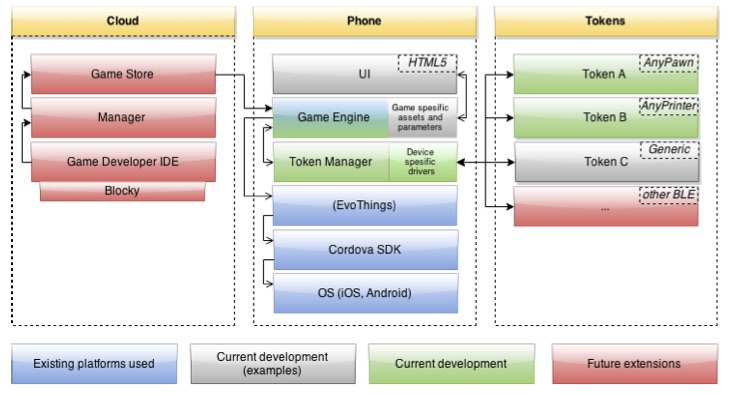 Cloud
Phone
Tokens
Game Store
Manager
Game Developer IDE
Blocky
UI
HTML5
Game Engine
Game spesific
assets and
parameters
Token Manager
Device
spesific
drivers
(EvoThings)
Cordova SDK
OS (iOS, Android)
Token A
AnyPawn
Token B
AnyPrinter
Token C
Generic
...
other BLE
Existing platforms used
Current development
(examples)
Current development
Future extensions